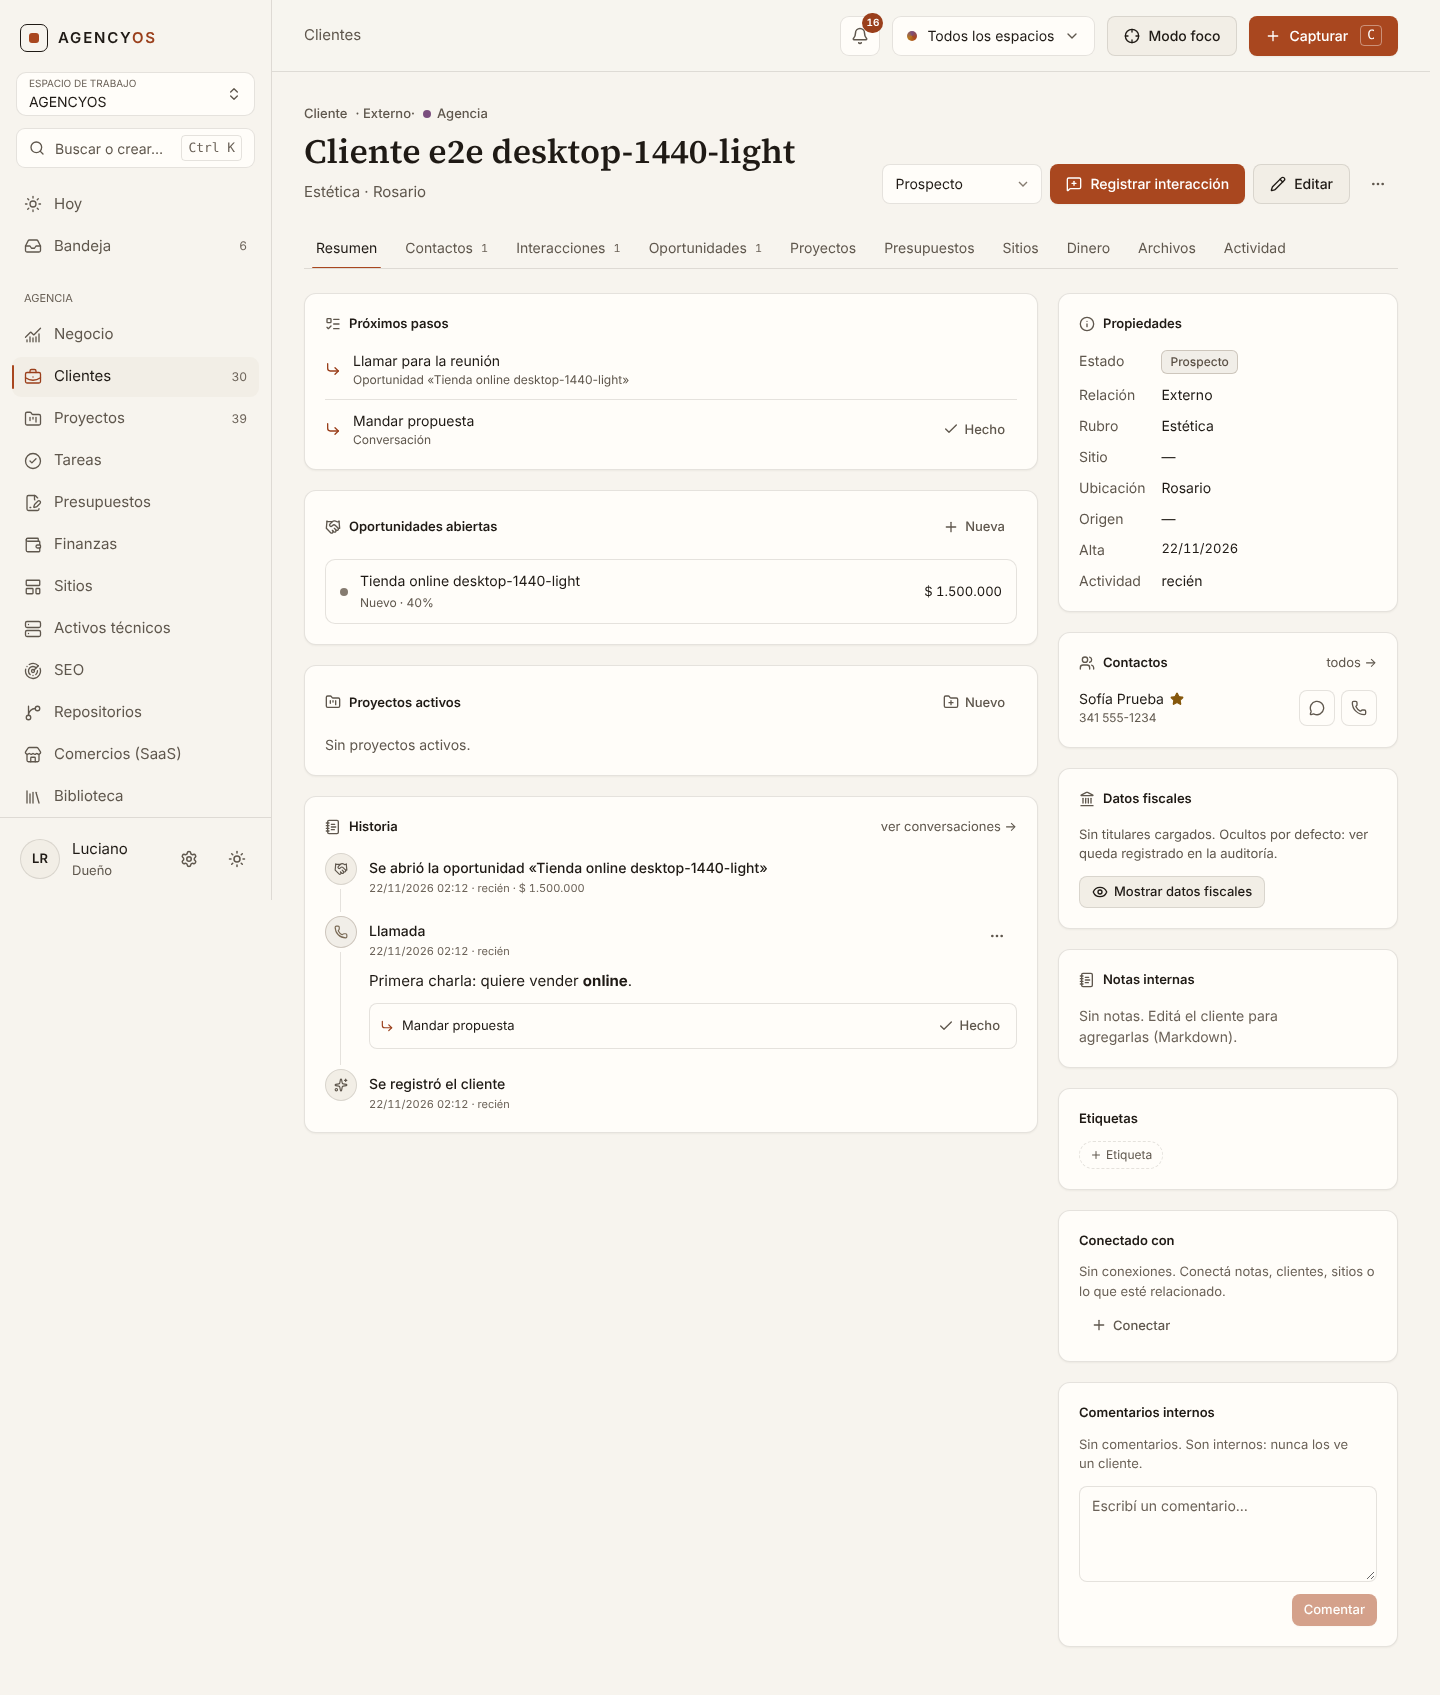 AGENCYOS
ESPACIO DE TRABAJO
AGENCYOS
Buscar o crear... Ctrl K
Hoy
Bandeja 6
AGENCIA
Negocio
Clientes 30
Proyectos 39
Tareas
Presupuestos
Finanzas
Sitios
Activos técnicos
SEO
Repositorios
Comercios (SaaS)
Biblioteca
LR
Luciano
Dueño
Clientes
16
Todos los espacios
Modo foco
Capturar C
Cliente · Externo· Agencia
Cliente e2e desktop-1440-light
Estética · Rosario
Prospecto
Registrar interacción
Editar
Resumen
Contactos 1
Interacciones 1
Oportunidades 1
Proyectos
Presupuestos
Sitios
Dinero
Archivos
Actividad
Próximos pasos
Llamar para la reunión
Oportunidad «Tienda online desktop-1440-light»
Mandar propuesta
Conversación
Hecho
Oportunidades abiertas
Nueva
Tienda online desktop-1440-light
Nuevo · 40%
$ 1.500.000
Proyectos activos
Nuevo
Sin proyectos activos.
Historia
ver conversaciones →
Se abrió la oportunidad «Tienda online desktop-1440-light»
22/11/2026 02:12 · recién · $ 1.500.000
Llamada
22/11/2026 02:12 · recién
Primera charla: quiere vender online.
Mandar propuesta
Hecho
Se registró el cliente
22/11/2026 02:12 · recién
Propiedades
Estado Prospecto
Relación Externo
Rubro Estética
Sitio —
Ubicación Rosario
Origen —
Alta 22/11/2026
Actividad recién
Contactos
todos →
Sofía Prueba
341 555-1234
Datos fiscales
Sin titulares cargados. Ocultos por defecto: ver
queda registrado en la auditoría.
Mostrar datos fiscales
Notas internas
Sin notas. Editá el cliente para
agregarlas (Markdown).
Etiquetas
+ Etiqueta
Conectado con
Sin conexiones. Conectá notas, clientes, sitios o
lo que esté relacionado.
+ Conectar
Comentarios internos
Sin comentarios. Son internos: nunca los ve
un cliente.
Escribí un comentario...
Comentar